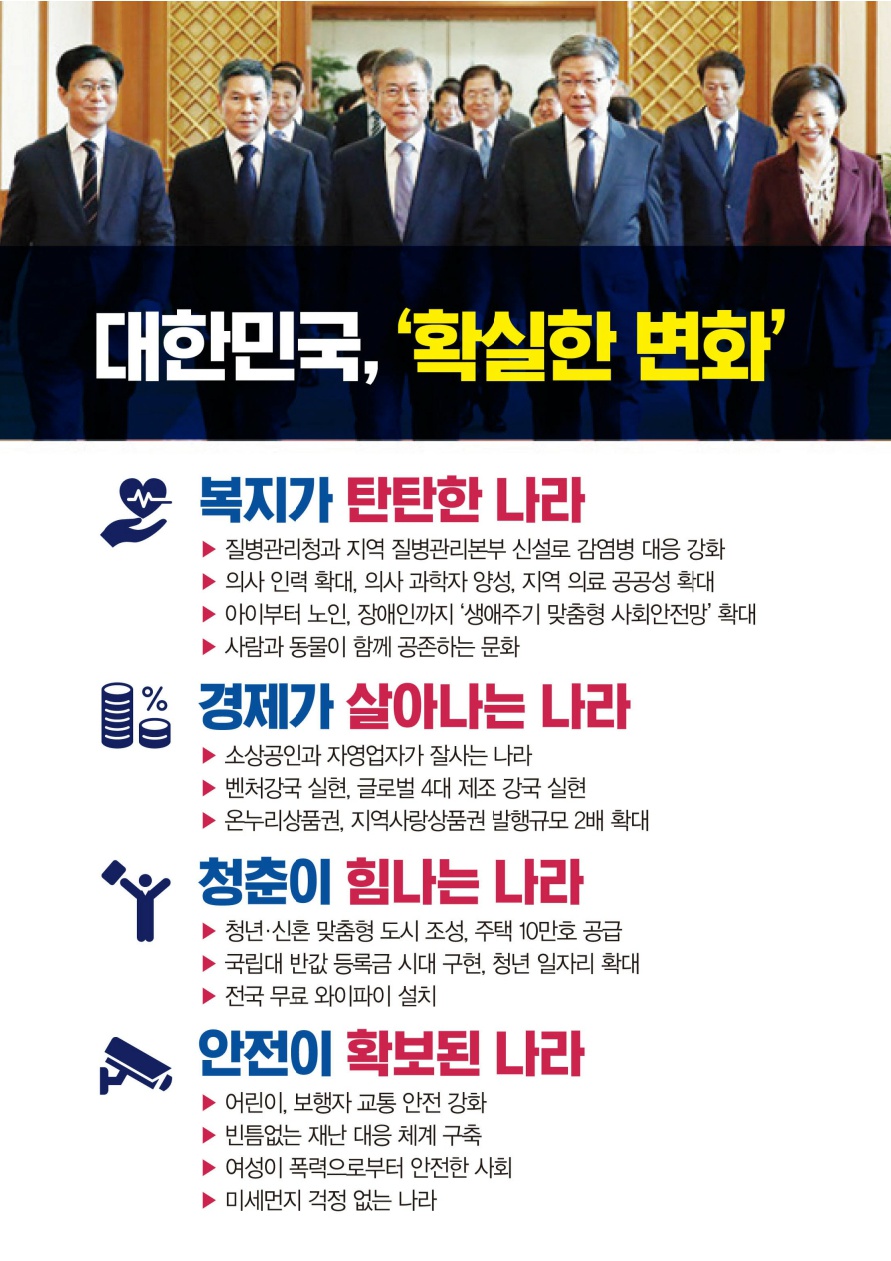 대한민국, ‘확실한 변화’
복지가 탄탄한 나라
▶ 질병관리청과 지역 질병관리본부 신설로 감염병 대응 강화
▶ 의사 인력 확대, 의사 과학자 양성, 지역 의료 공공성 확대
▶ 아이부터 노인, 장애인까지 ‘생애주기 맞춤형 사회안전망’ 확대
▶ 사람과 동물이 함께 공존하는 문화
%
경제가 살아나는 나라
▶ 소상공인과 자영업자가 잘사는 나라
▶ 벤처강국 실현, 글로벌 4대 제조 강국 실현
▶ 온누리상품권, 지역사랑상품권 발행규모 2배 확대
청춘이 힘나는 나라
▶ 청년·신혼 맞춤형 도시 조성, 주택 10만호 공급
▶ 국립대 반값 등록금 시대 구현, 청년 일자리 확대
▶ 전국 무료 와이파이 설치
안전이 확보된 나라
▶ 어린이, 보행자 교통 안전 강화
▶ 빈틈없는 재난 대응 체계 구축
▶ 여성이 폭력으로부터 안전한 사회
▶ 미세먼지 걱정 없는 나라